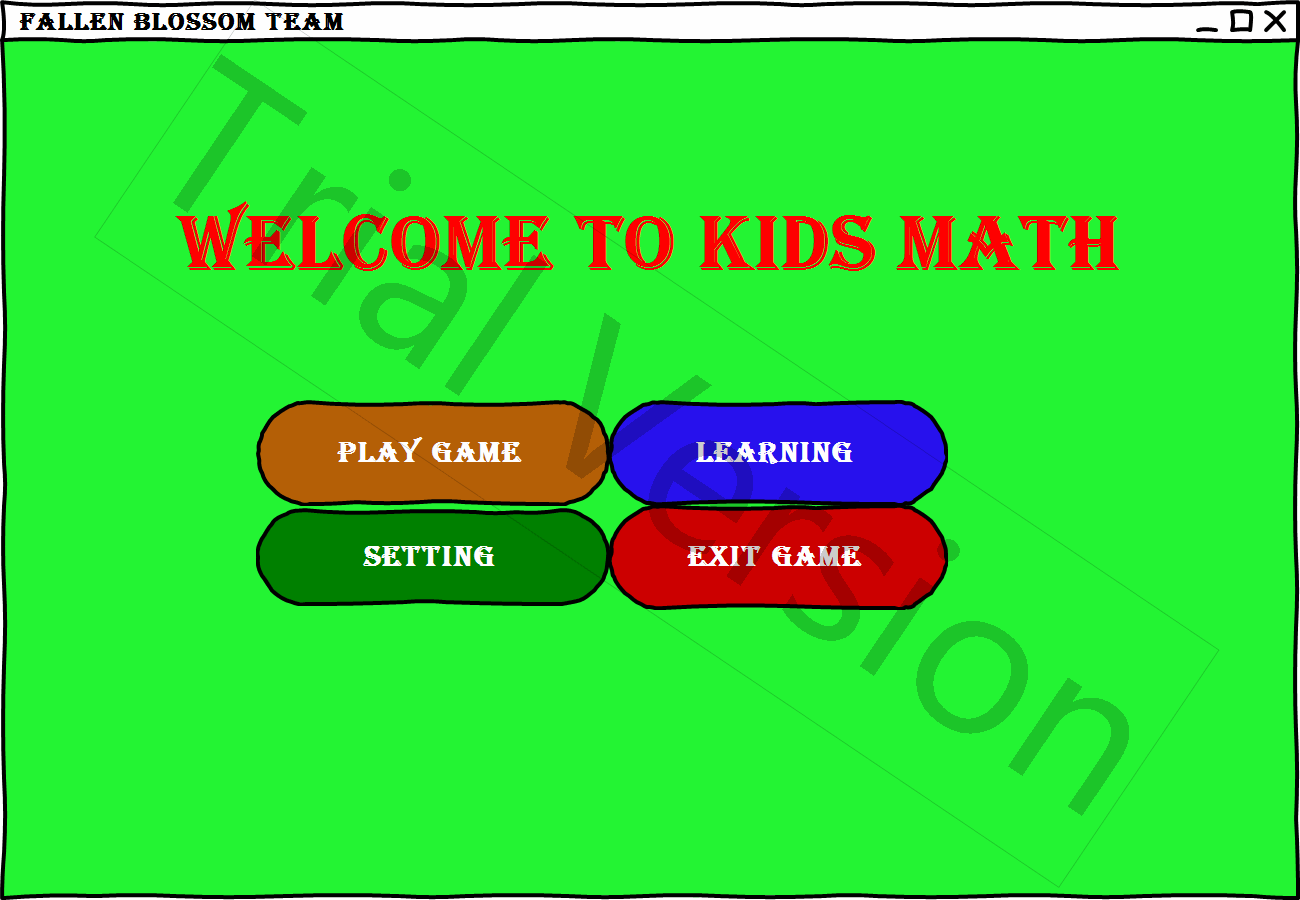 FALLEN BLOSSOM TEAM
WELCOME TO KIDS MATH
PLAY GAME
LEARNING
SETTING
EXIT GAME
Trial Version